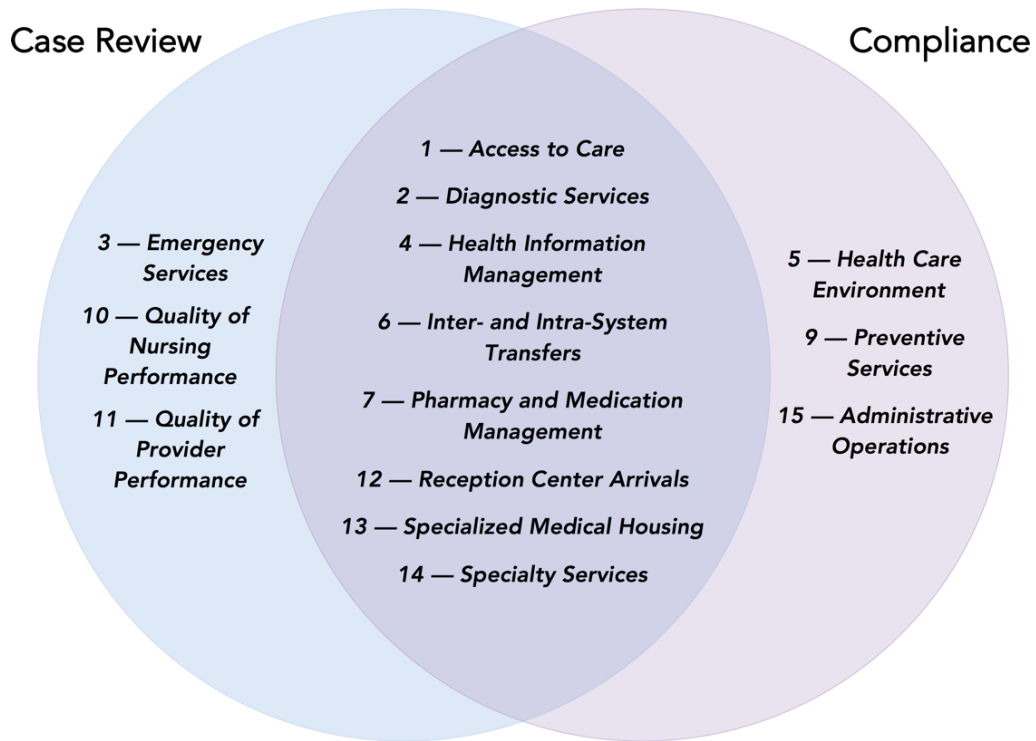 Case Review
Compliance
1 — Access to Care
2 — Diagnostic Services
3 — Emergency
Services
4 — Health Information
Management
5 — Health Care
Environment
6 — Inter- and Intra-System
Transfers
10 — Quality of
Nursing
Performance
9 — Preventive
Services
7 — Pharmacy and Medication
Management
11 — Quality of
Provider
Performance
15 — Administrative
Operations
12 — Reception Center Arrivals
13 — Specialized Medical Housing
14 — Specialty Services